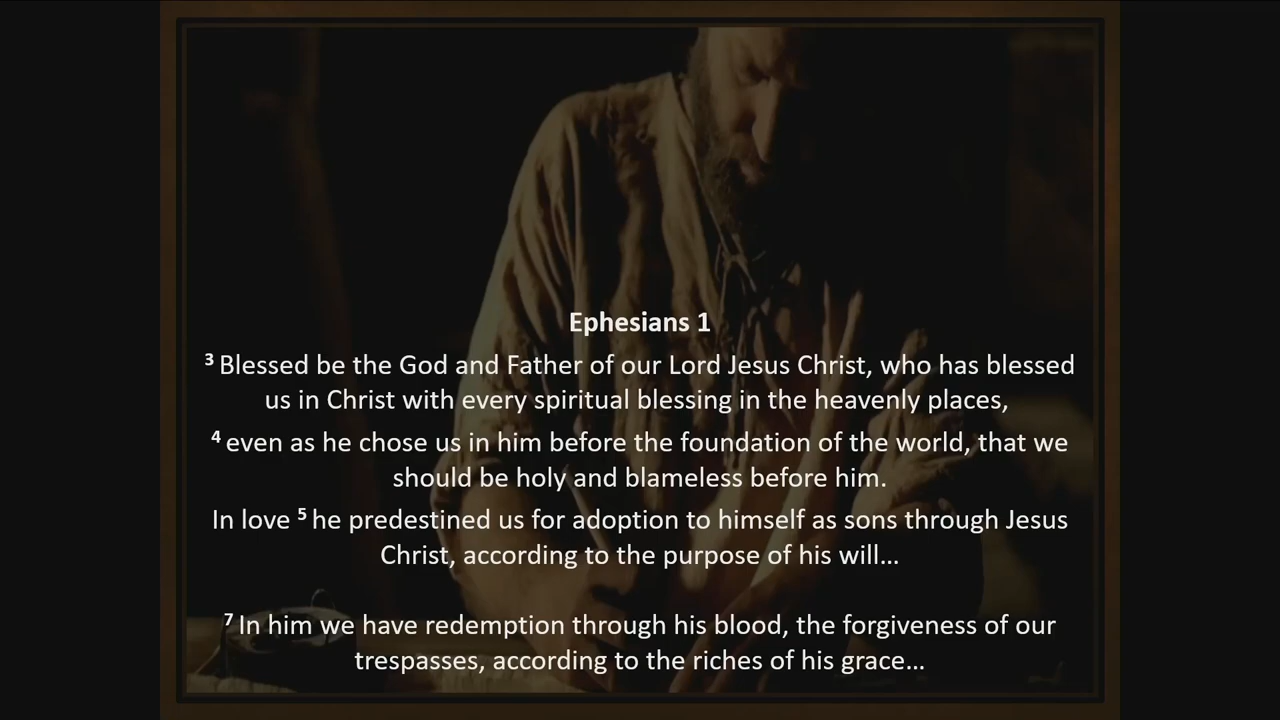 Ephesians 1
3 Blessed be the God and Father of our Lord Jesus Christ, who has blessed
us in Christ with every spiritual blessing in the heavenly places,
4 even as he chose us in him before the foundation of the world, that we
should be holy and blameless before him.
In love 5 he predestined us for adoption to himself as sons through Jesus
Christ, according to the purpose of his will…
7 In him we have redemption through his blood, the forgiveness of our
trespasses, according to the riches of his grace…